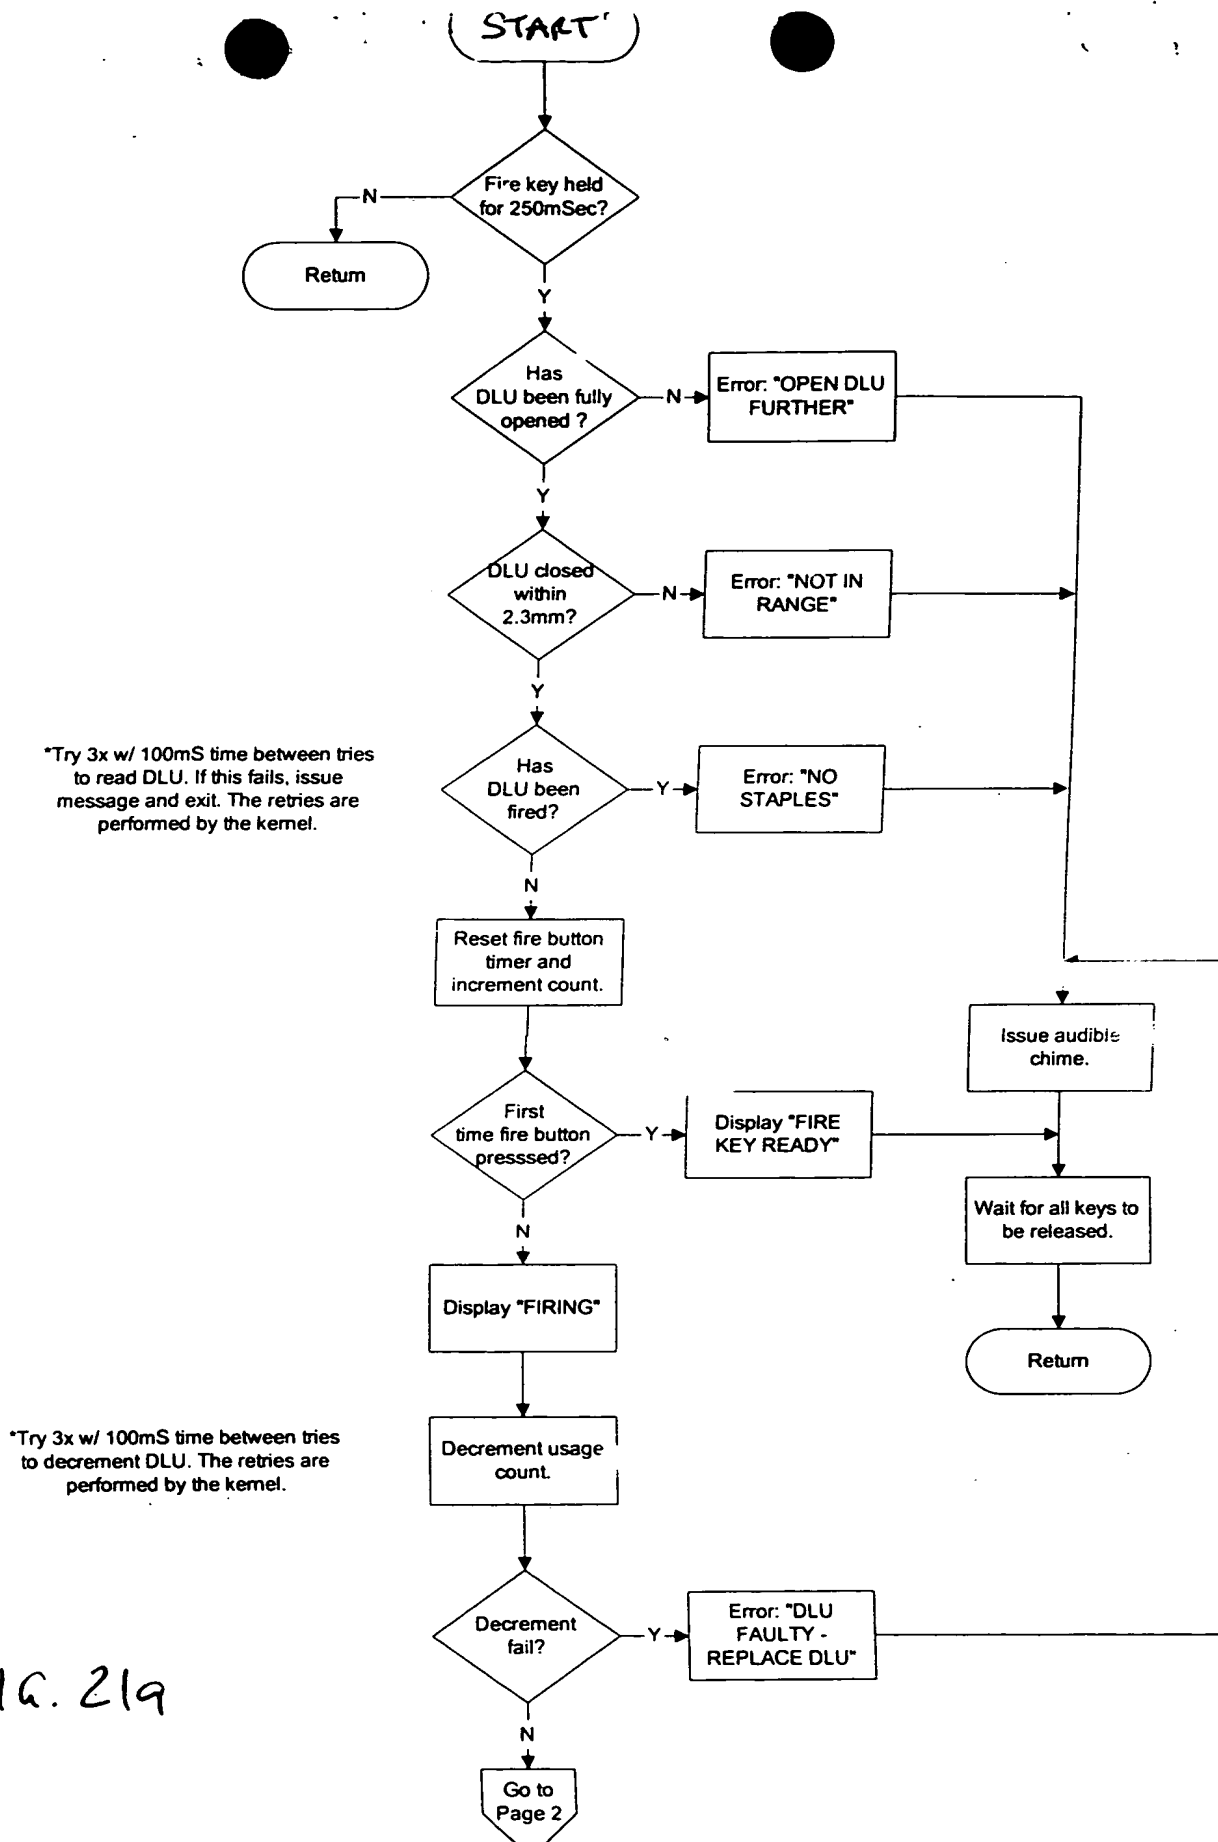 START
Fire key held
for 250mSec?
N
Return
Y
Has
DLU been fully
opened ?
N
Error: "OPEN DLU
FURTHER"
Y
DLU closed
within
2.3mm?
N
Error: "NOT IN
RANGE"
Y
*Try 3x w/ 100mS time between tries
to read DLU. If this fails, issue
message and exit. The retries are
performed by the kernel.
Has
DLU been
fired?
Y
Error: "NO
STAPLES"
N
Reset fire button
timer and
increment count.
Issue audible
chime.
First
time fire button
presssed?
Y
Display "FIRE
KEY READY"
Wait for all keys to
be released.
N
Display "FIRING"
Return
*Try 3x w/ 100mS time between tries
to decrement DLU. The retries are
performed by the kernel.
Decrement usage
count.
Decrement
fail?
Y
Error: "DLU
FAULTY -
REPLACE DLU"
IG. 21a
N
Go to
Page 2